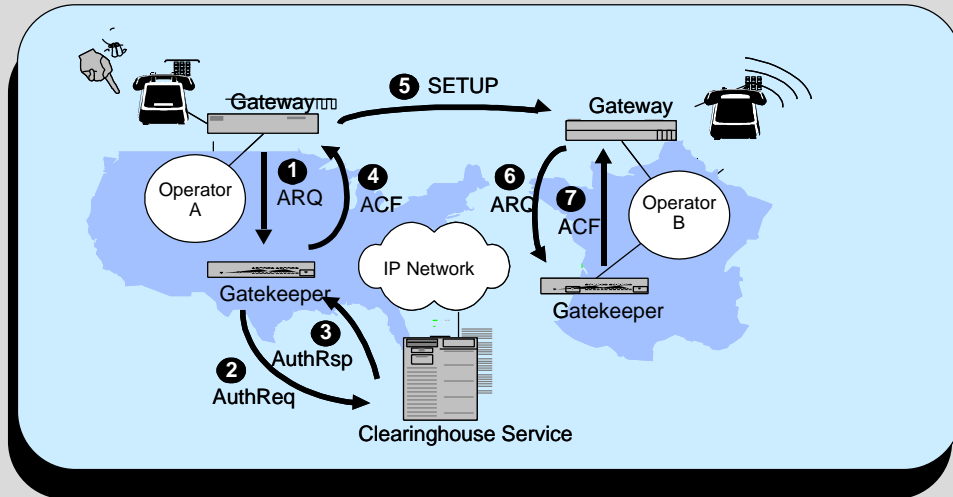 5 SETUP
Gateway
Gateway
1
ARQ
4
ACF
6
ARQ
7
ACF
Operator
A
Operator
B
IP Network
Gatekeeper
Gatekeeper
3
AuthRsp
2
AuthReq
Clearinghouse Service